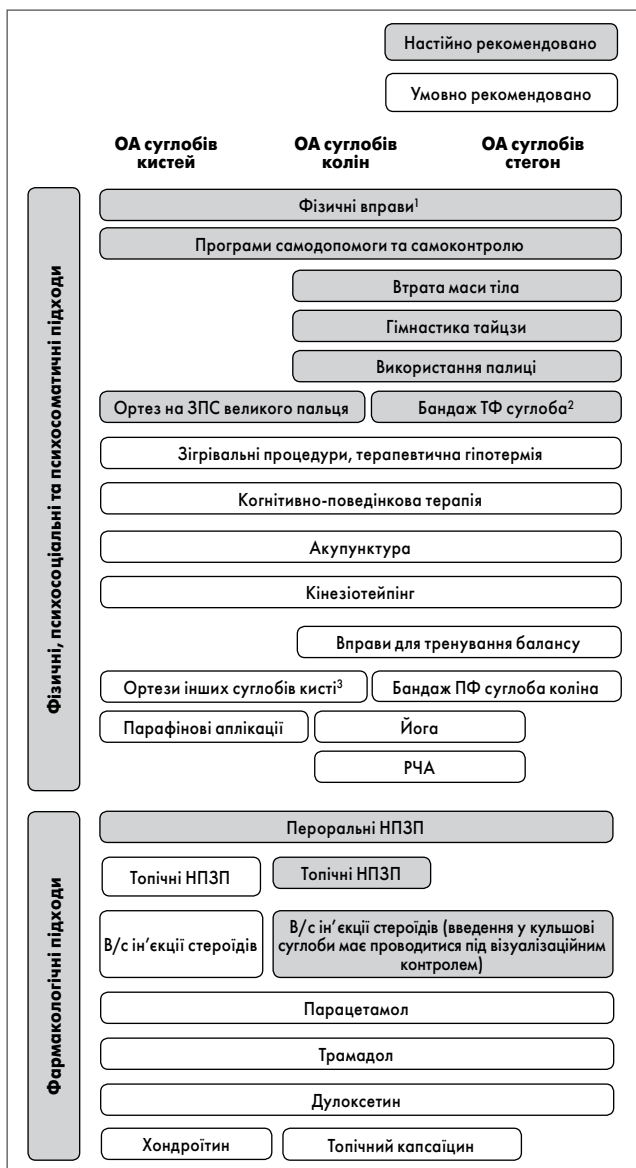 Настійно рекомендовано
Умовно рекомендовано
ОА суглобів
кистей
ОА суглобів
колін
ОА суглобів
стегон
Фізичні, психосоціальні та психосоматичні підходи
Фізичні вправи¹
Програми самодопомоги та самоконтролю
Втрата маси тіла
Гімнастика тайцзи
Використання палиці
Ортез на ЗПС великого пальця
Бандаж ТФ суглоба²
Зігрівальні процедури, терапевтична гіпотермія
Когнітивно-поведінкова терапія
Акупунктура
Кінезіотейпінг
Вправи для тренування балансу
Ортези інших суглобів кисті³
Бандаж ПФ суглоба коліна
Парафінові аплікації
Йога
РЧА
Фармакологічні підходи
Пероральні НПЗП
Топічні НПЗП
Топічні НПЗП
В/с ін’єкції стероїдів
В/с ін’єкції стероїдів (введення у кульшові
суглоби має проводитися під візуалізаційним
контролем)
Парацетамол
Трамадол
Дулоксетин
Хондроїтин
Топічний капсаїцин